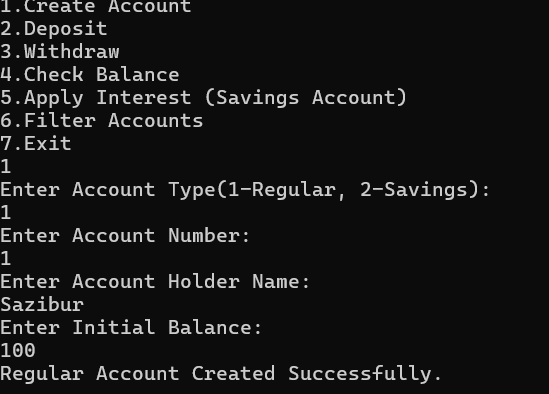 1.Create Account
2.Deposit
3.Withdraw
4.Check Balance
5.Apply Interest (Savings Account)
6.Filter Accounts
7.Exit
1
Enter Account Type(1-Regular, 2-Savings):
1
Enter Account Number:
1
Enter Account Holder Name:
Sazibur
Enter Initial Balance:
100
Regular Account Created Successfully.